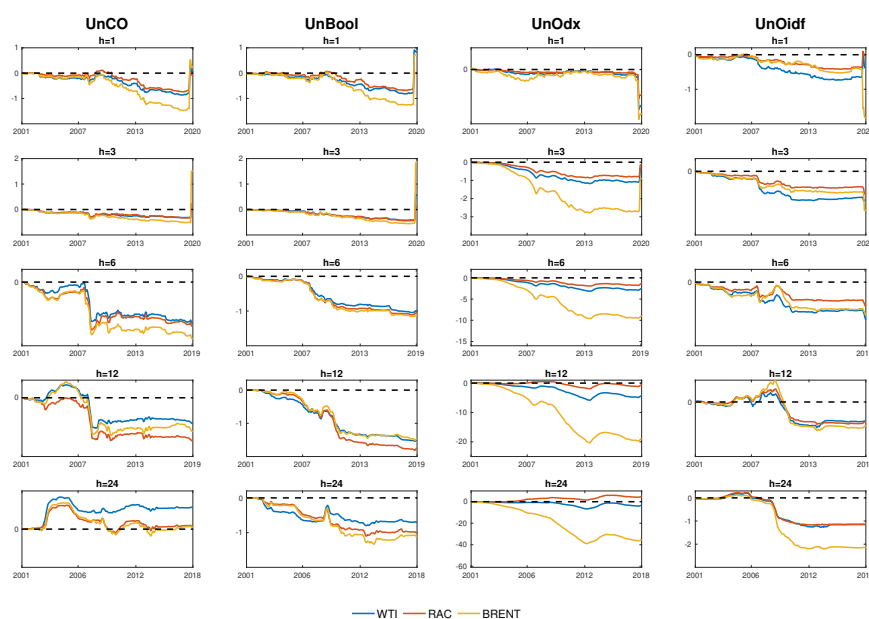 UnCO UnBool UnOdx UnOidf
h=1 h=1 h=1 h=1
1 1
0 0 0 0
-1 -1 -1
2001 2007 2013 2020 2001 2007 2013 2020 2001 2007 2013 2020 2001 2007 2013 202
h=3 h=3 h=3 h=3
2 2
1 1
0 0 0 0
-1
-2
-3
2001 2007 2013 2020 2001 2007 2013 2020 2001 2007 2013 2020 2001 2007 2013 202
h=6 h=6 h=6 h=6
0 0 0 0
-1 -5
-10
-15
2001 2007 2013 2019 2001 2007 2013 2019 2001 2007 2013 2019 2001 2007 2013 201
h=12 h=12 h=12 h=12
0 0 0 0
-1 -10
-20
2001 2007 2013 2019 2001 2007 2013 2019 2001 2007 2013 2019 2001 2007 2013 201
h=24 h=24 h=24 h=24
0 0 0 0
-1 -20 -1
-40 -2
-60
2001 2006 2012 2018 2001 2006 2012 2018 2001 2006 2012 2018 2001 2006 2012 201
WTI RAC BRENT